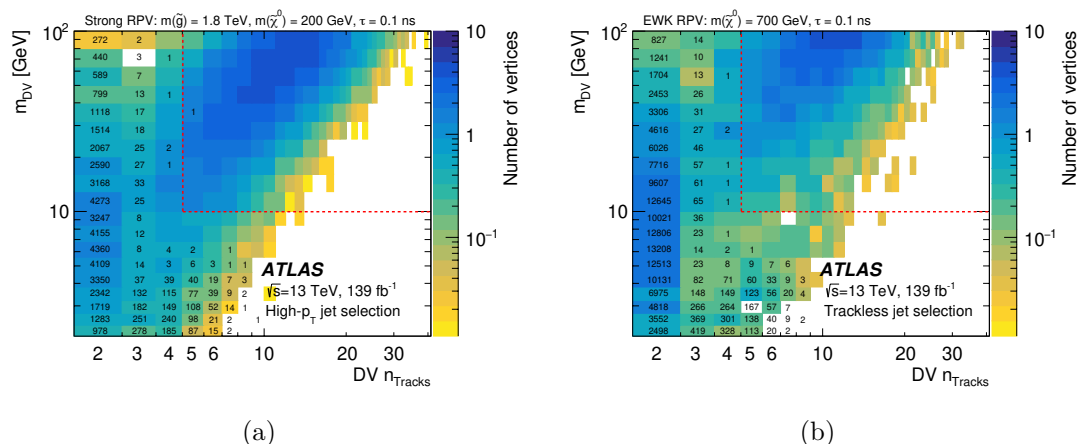 Strong RPV: m(g̃) = 1.8 TeV, m(χ̃⁰) = 200 GeV, τ = 0.1 ns
m_DV [GeV]
10²
10
272 2
440 3 1
589 7
799 13 1
1118 17 1
1514 18
2067 25 2
2590 27 1
3168 33
4273 25
3247 8
4155 12
4360 8 4 2 1
4109 14 3 6 5 1 1
3350 37 39 40 19 7 3
2342 132 115 77 39 9 2
1719 182 149 108 52 14 1
1283 251 240 98 21 2 1
978 278 185 87 15 2
ATLAS
√s=13 TeV, 139 fb⁻¹
High-p_T jet selection
2 3 4 5 6 10 20 30
DV n_Tracks
10
1
10⁻¹
Number of vertices
(a)
EWK RPV: m(χ̃⁰) = 700 GeV, τ = 0.1 ns
m_DV [GeV]
10²
10
827 14
1241 10
1704 13 1
2453 26
3306 31
4616 27 2
6026 46
7716 57 1
9607 61 1
12645 65 1
10021 36
12806 23 1
13208 20 4 1
12513 23 8 9 7 6
10131 82 71 60 33 9 3
6975 148 149 123 56 20 4
4818 266 264 167 57 7
3552 369 301 138 40 9 2
2498 419 328 113 20 2
ATLAS
√s=13 TeV, 139 fb⁻¹
Trackless jet selection
2 3 4 5 6 10 20 30
DV n_Tracks
10
1
10⁻¹
Number of vertices
(b)